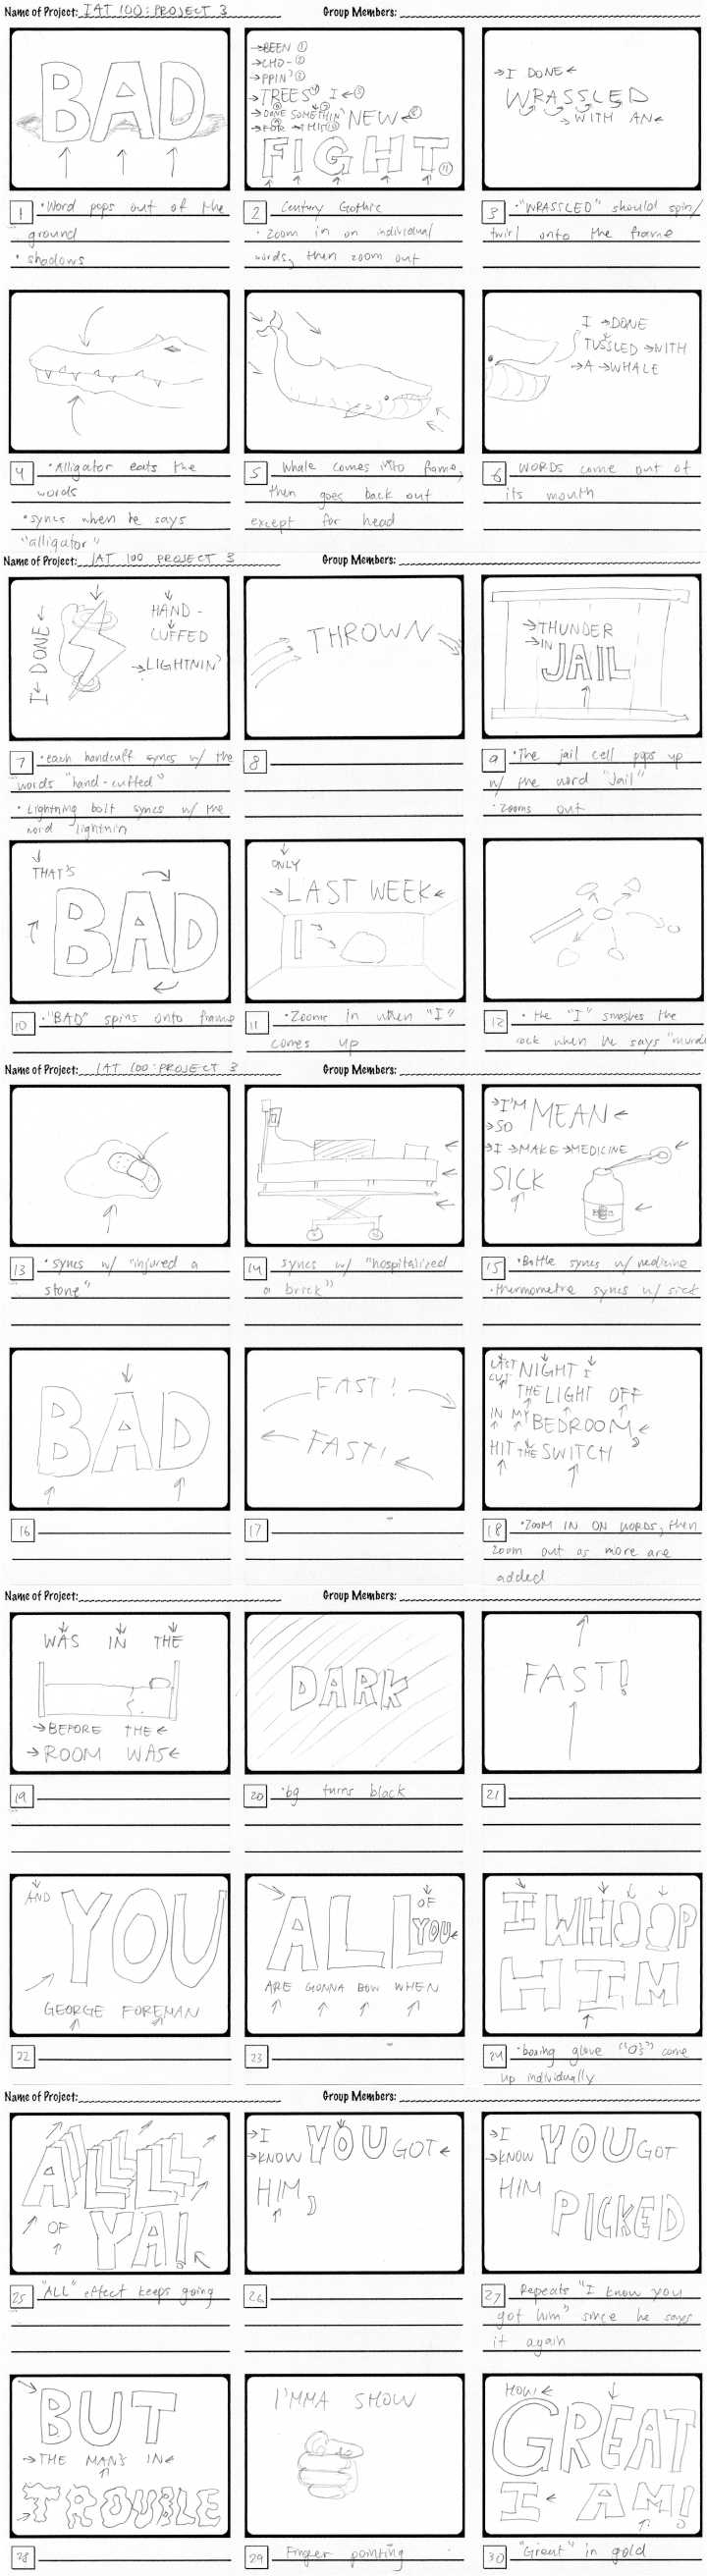 Name of Project: IAT 100: PROJECT 3 Group Members:
BAD
→BEEN ①
→CHO- ②
→PPIN' ③
→TREES ④ I ← ⑤
→DONE SOMETHIN' NEW ←
→FOR →THIS ⑩
FIGHT ⑪
→I DONE←
WRASSLED
→WITH AN←
1 •Word pops out of the
ground
• shadows
2 Century Gothic
• Zoom in on individual
words, then zoom out
3 •"WRASSLED" should spin/
twirl onto the frame
I →DONE
TUSSLED →WITH
→A →WHALE
4 •Alligator eats the
words
•syncs when he says
"alligator"
5 Whale comes into frame,
then goes back out
except for head
6 WORDS come out of
its mouth
Name of Project: IAT 100 PROJECT 3 Group Members:
I← DONE←
HAND-
CUFFED
→LIGHTNIN'
THROWN
→THUNDER
→IN
JAIL
7 •each handcuff syncs w/ the
words "hand-cuffed"
• Lightning bolt syncs w/ the
word lightnin
8
9 •The jail cell pops up
w/ the word "Jail"
•Zooms out
THAT'S
BAD
ONLY
→LAST WEEK←
10 •"BAD" spins onto frame
11 •Zooms in when "I"
comes up
12 • the "I" smashes the
rock when he says "murd
Name of Project: IAT 100: PROJECT 3 Group Members:
→I'M MEAN←
→SO
→I →MAKE →MEDICINE
SICK
13 •syncs w/ "injured a
stone"
14 syncs w/ "hospitalized
a brick"
15 •Bottle syncs w/ medicine
•thermometre syncs w/ sick
BAD
FAST!
FAST!
LAST NIGHT I
CUT THE LIGHT OFF
IN MY BEDROOM←
HIT THE SWITCH
16
17
18 •ZOOM IN ON WORDS, then
zoom out as more are
added
Name of Project: Group Members:
WAS IN THE
→BEFORE THE←
→ROOM WAS←
DARK
FAST!
19
20 •bg turns black
21
AND YOU
GEORGE FOREMAN
ALL OF
YOU←
ARE GONNA BOW WHEN
I WHOOP
HIM
22
23
24 •boxing glove "O's" come
up individually
Name of Project: Group Members:
ALL
OF YA!
→I
→KNOW YOU GOT←
HIM,
→I
→KNOW YOU GOT
HIM
PICKED
25 "ALL" effect keeps going
26
27 Repeats "I know you
got him" since he says
it again
BUT
→THE MAN'S IN←
TROUBLE
I'MMA SHOW
HOW←
GREAT
I← AM!
28
29 Finger pointing
30 "Great" in gold